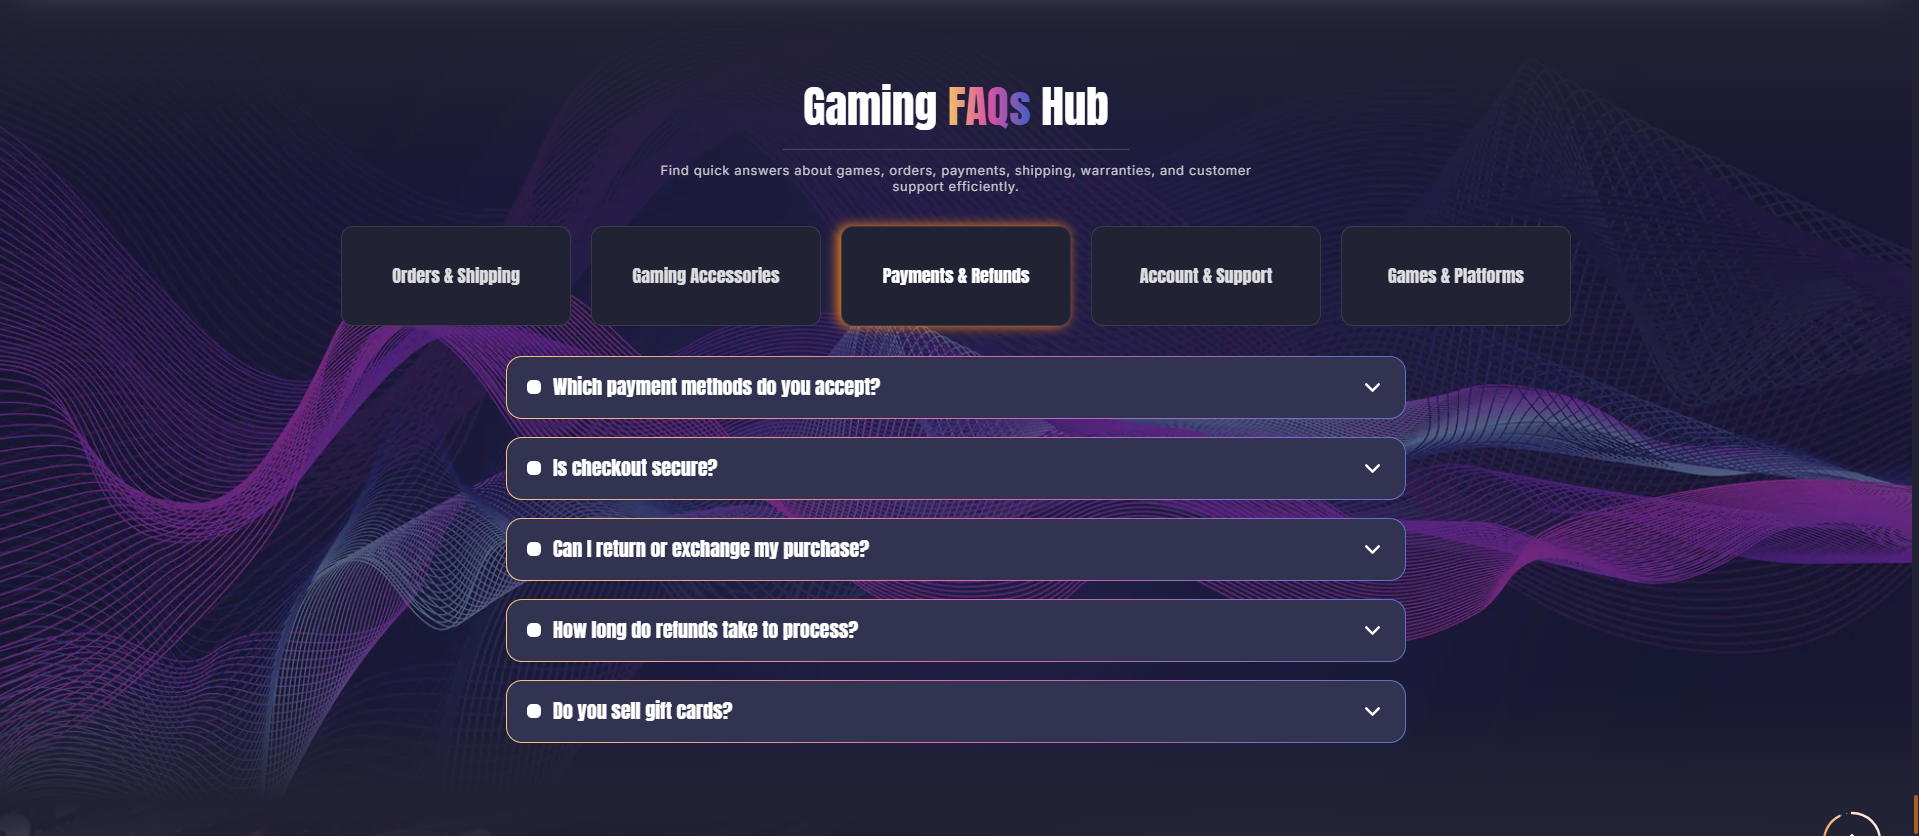 Gaming FAQs Hub
Find quick answers about games, orders, payments, shipping, warranties, and customer
support efficiently.
Orders & Shipping
Gaming Accessories
Payments & Refunds
Account & Support
Games & Platforms
Which payment methods do you accept?
Is checkout secure?
Can I return or exchange my purchase?
How long do refunds take to process?
Do you sell gift cards?